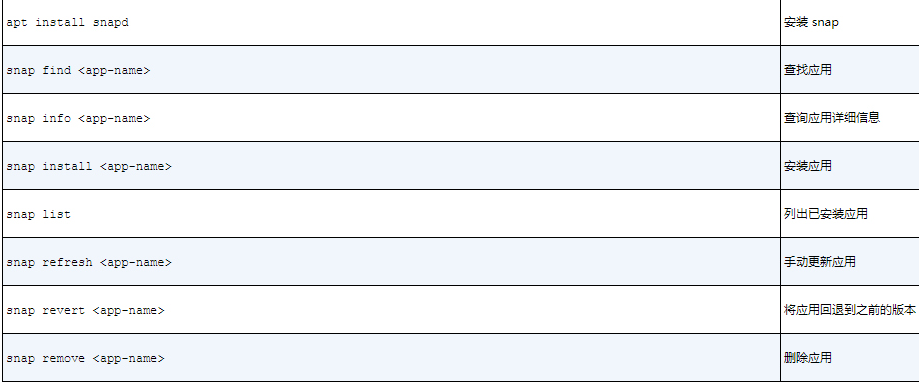 apt install snapd 安装 snap
snap find <app-name> 查找应用
snap info <app-name> 查询应用详细信息
snap install <app-name> 安装应用
snap list 列出已安装应用
snap refresh <app-name> 手动更新应用
snap revert <app-name> 将应用回退到之前的版本
snap remove <app-name> 删除应用